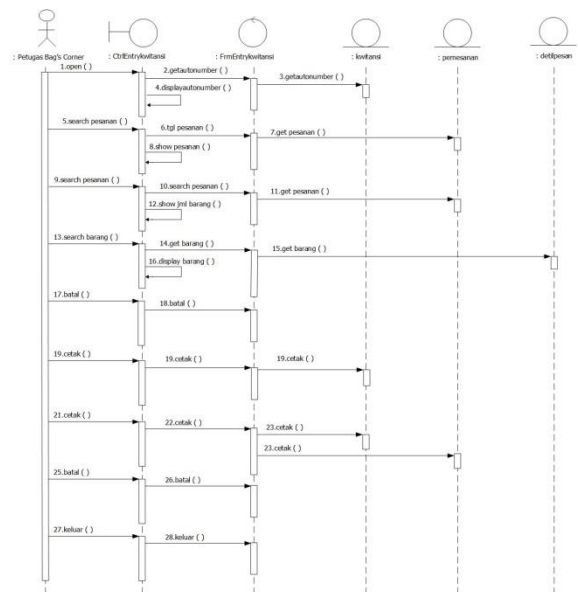 : Petugas Bag's Corner
: CtrlEntrykwitansi
: FrmEntrykwitansi
: kwitansi
: pemesanan
: detilpesan
1.open ( )
2.getautonumber ( )
3.getautonumber ( )
4.displayautonumber ( )
5.search pesanan ( )
6.tgl pesanan ( )
7.get pesanan ( )
8.show pesanan ( )
9.search pesanan ( )
10.search pesanan ( )
11.get pesanan ( )
12.show jml barang ( )
13.search barang ( )
14.get barang ( )
15.get barang ( )
16.display barang ( )
17.batal ( )
18.batal ( )
19.cetak ( )
19.cetak ( )
19.cetak ( )
21.cetak ( )
22.cetak ( )
23.cetak ( )
23.cetak ( )
25.batal ( )
26.batal ( )
27.keluar ( )
28.keluar ( )